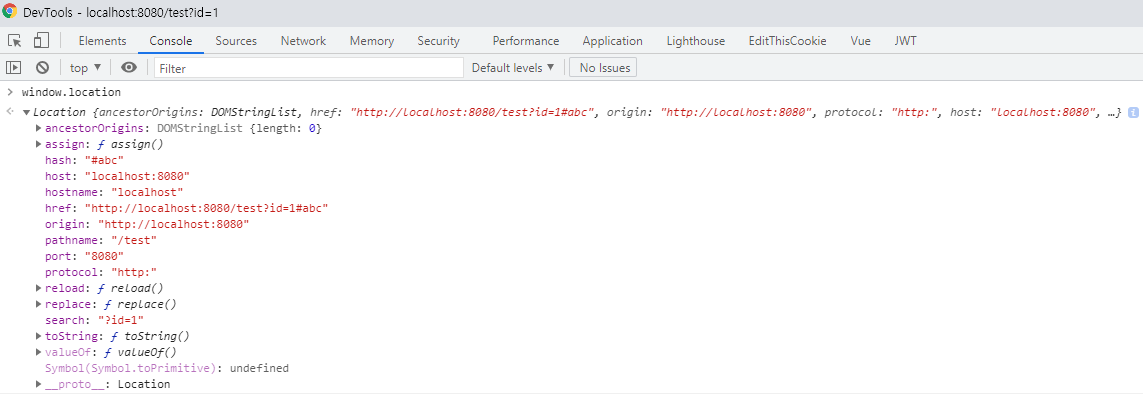 DevTools - localhost:8080/test?id=1
Elements Console Sources Network Memory Security Performance Application Lighthouse EditThisCookie Vue JWT
top ▼ Filter Default levels ▼ No Issues
> window.location
Location {ancestorOrigins: DOMStringList, href: "http://localhost:8080/test?id=1#abc", origin: "http://localhost:8080", protocol: "http:", host: "localhost:8080", …} i
ancestorOrigins: DOMStringList {length: 0}
assign: ƒ assign()
hash: "#abc"
host: "localhost:8080"
hostname: "localhost"
href: "http://localhost:8080/test?id=1#abc"
origin: "http://localhost:8080"
pathname: "/test"
port: "8080"
protocol: "http:"
reload: ƒ reload()
replace: ƒ replace()
search: "?id=1"
toString: ƒ toString()
valueOf: ƒ valueOf()
Symbol(Symbol.toPrimitive): undefined
__proto__: Location